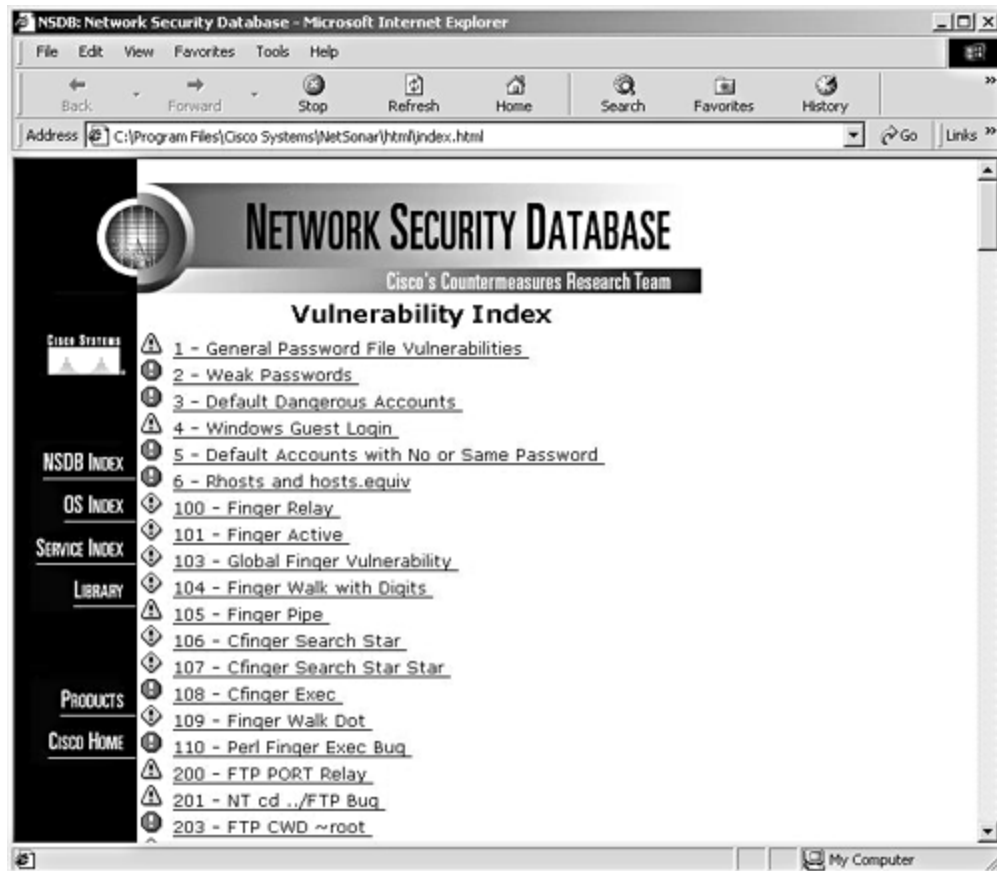 NSDB: Network Security Database - Microsoft Internet Explorer
File Edit View Favorites Tools Help
Back Forward Stop Refresh Home Search Favorites History »
Address C:\Program Files\Cisco Systems\NetSonar\html\index.html Go Links »
NETWORK SECURITY DATABASE
Cisco's Countermeasures Research Team
Vulnerability Index
CISCO SYSTEMS
1 - General Password File Vulnerabilities
2 - Weak Passwords
3 - Default Dangerous Accounts
4 - Windows Guest Login
5 - Default Accounts with No or Same Password
6 - Rhosts and hosts.equiv
100 - Finger Relay
101 - Finger Active
103 - Global Finger Vulnerability
104 - Finger Walk with Digits
105 - Finger Pipe
106 - Cfinger Search Star
107 - Cfinger Search Star Star
108 - Cfinger Exec
109 - Finger Walk Dot
110 - Perl Finger Exec Bug
200 - FTP PORT Relay
201 - NT cd ../FTP Bug
203 - FTP CWD ~root
NSDB INDEX
OS INDEX
SERVICE INDEX
LIBRARY
PRODUCTS
CISCO HOME
My Computer